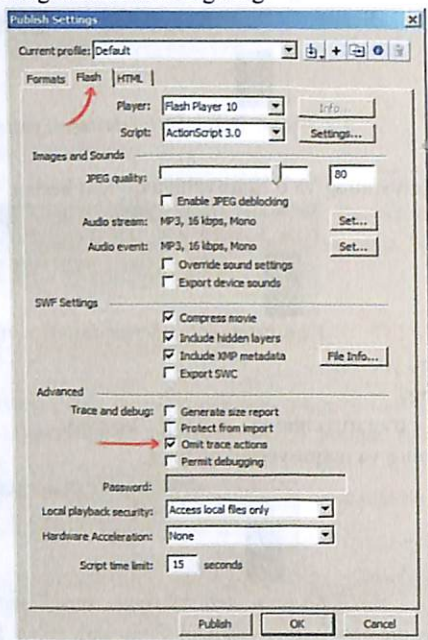 Publish Settings
Current profile: Default
Formats Flash HTML
Player: Flash Player 10 Info...
Script: ActionScript 3.0 Settings...
Images and Sounds
JPEG quality: 80
Enable JPEG deblocking
Audio stream: MP3, 16 kbps, Mono Set...
Audio event: MP3, 16 kbps, Mono Set...
Override sound settings
Export device sounds
SWF Settings
Compress movie
Include hidden layers
Include XMP metadata File Info...
Export SWC
Advanced
Trace and debug: Generate size report
Protect from import
Omit trace actions
Permit debugging
Password:
Local playback security: Access local files only
Hardware Acceleration: None
Script time limit: 15 seconds
Publish OK Cancel